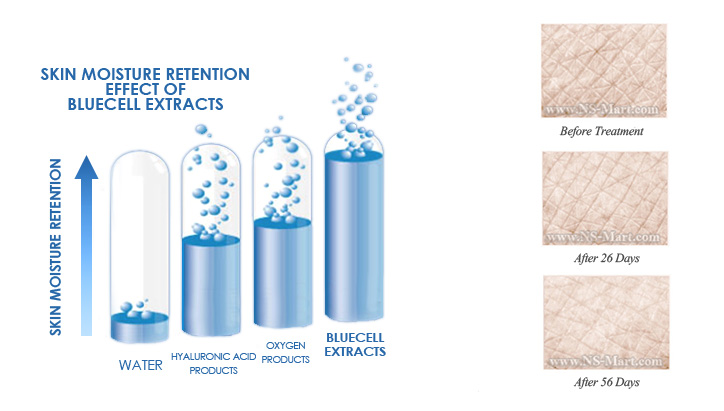 SKIN MOISTURE RETENTION
EFFECT OF
BLUECELL EXTRACTS
SKIN MOISTURE RETENTION
WATER
HYALURONIC ACID
PRODUCTS
OXYGEN
PRODUCTS
BLUECELL
EXTRACTS
www.NS-Mart.com
Before Treatment
www.NS-Mart.com
After 26 Days
www.NS-Mart.com
After 56 Days